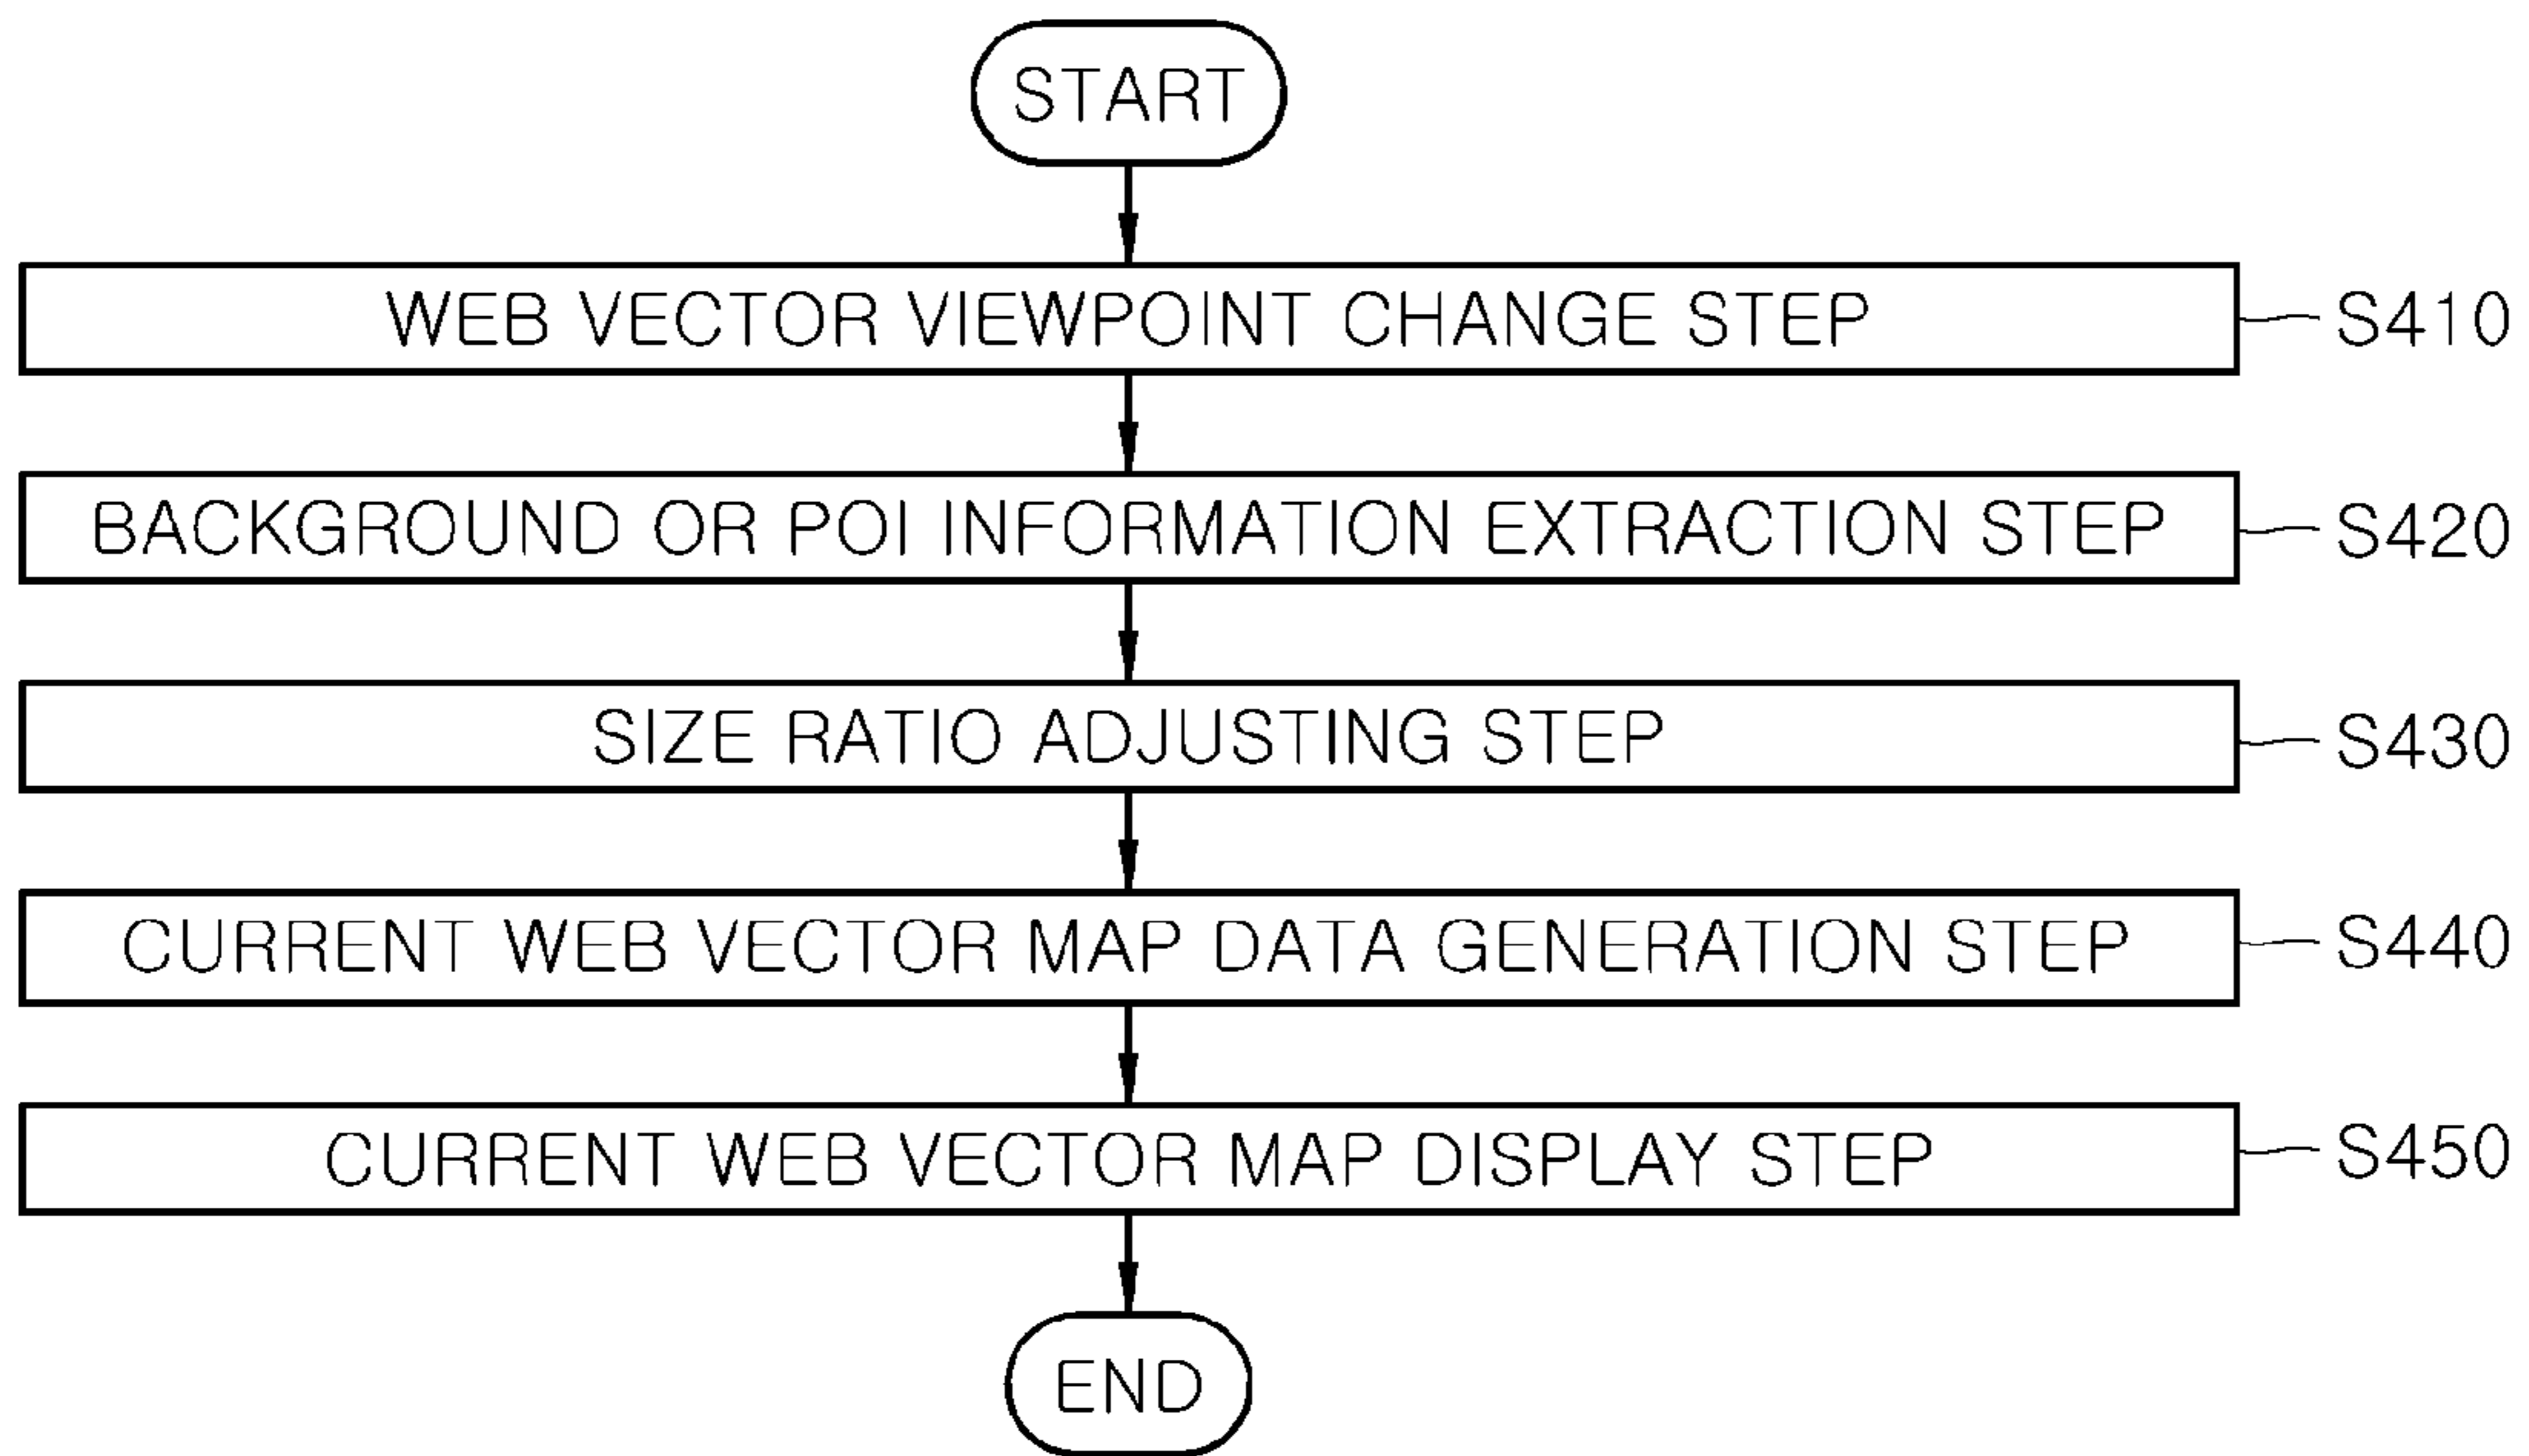 START
WEB VECTOR VIEWPOINT CHANGE STEP S410
BACKGROUND OR POI INFORMATION EXTRACTION STEP S420
SIZE RATIO ADJUSTING STEP S430
CURRENT WEB VECTOR MAP DATA GENERATION STEP S440
CURRENT WEB VECTOR MAP DISPLAY STEP S450
END